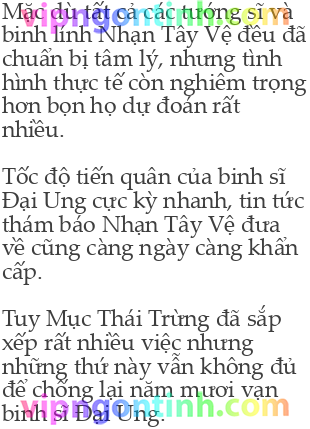 Mặc dù tất cả các tướng sĩ và
binh lính Nhạn Tây Vệ đều đã
chuẩn bị tâm lý, nhưng tình
hình thực tế còn nghiêm trọng
hơn bọn họ dự đoán rất
nhiều.
Tốc độ tiến quân của binh sĩ
Đại Ung cực kỳ nhanh, tin tức
thám báo Nhạn Tây Vệ đưa
về cũng càng ngày càng khẩn
cấp.
Tuy Mục Thái Trừng đã sắp
xếp rất nhiều việc nhưng
những thứ này vẫn không đủ
để chống lại năm mươi vạn
binh sĩ Đại Ung.
vipngontinh.com
vipngontinh.com